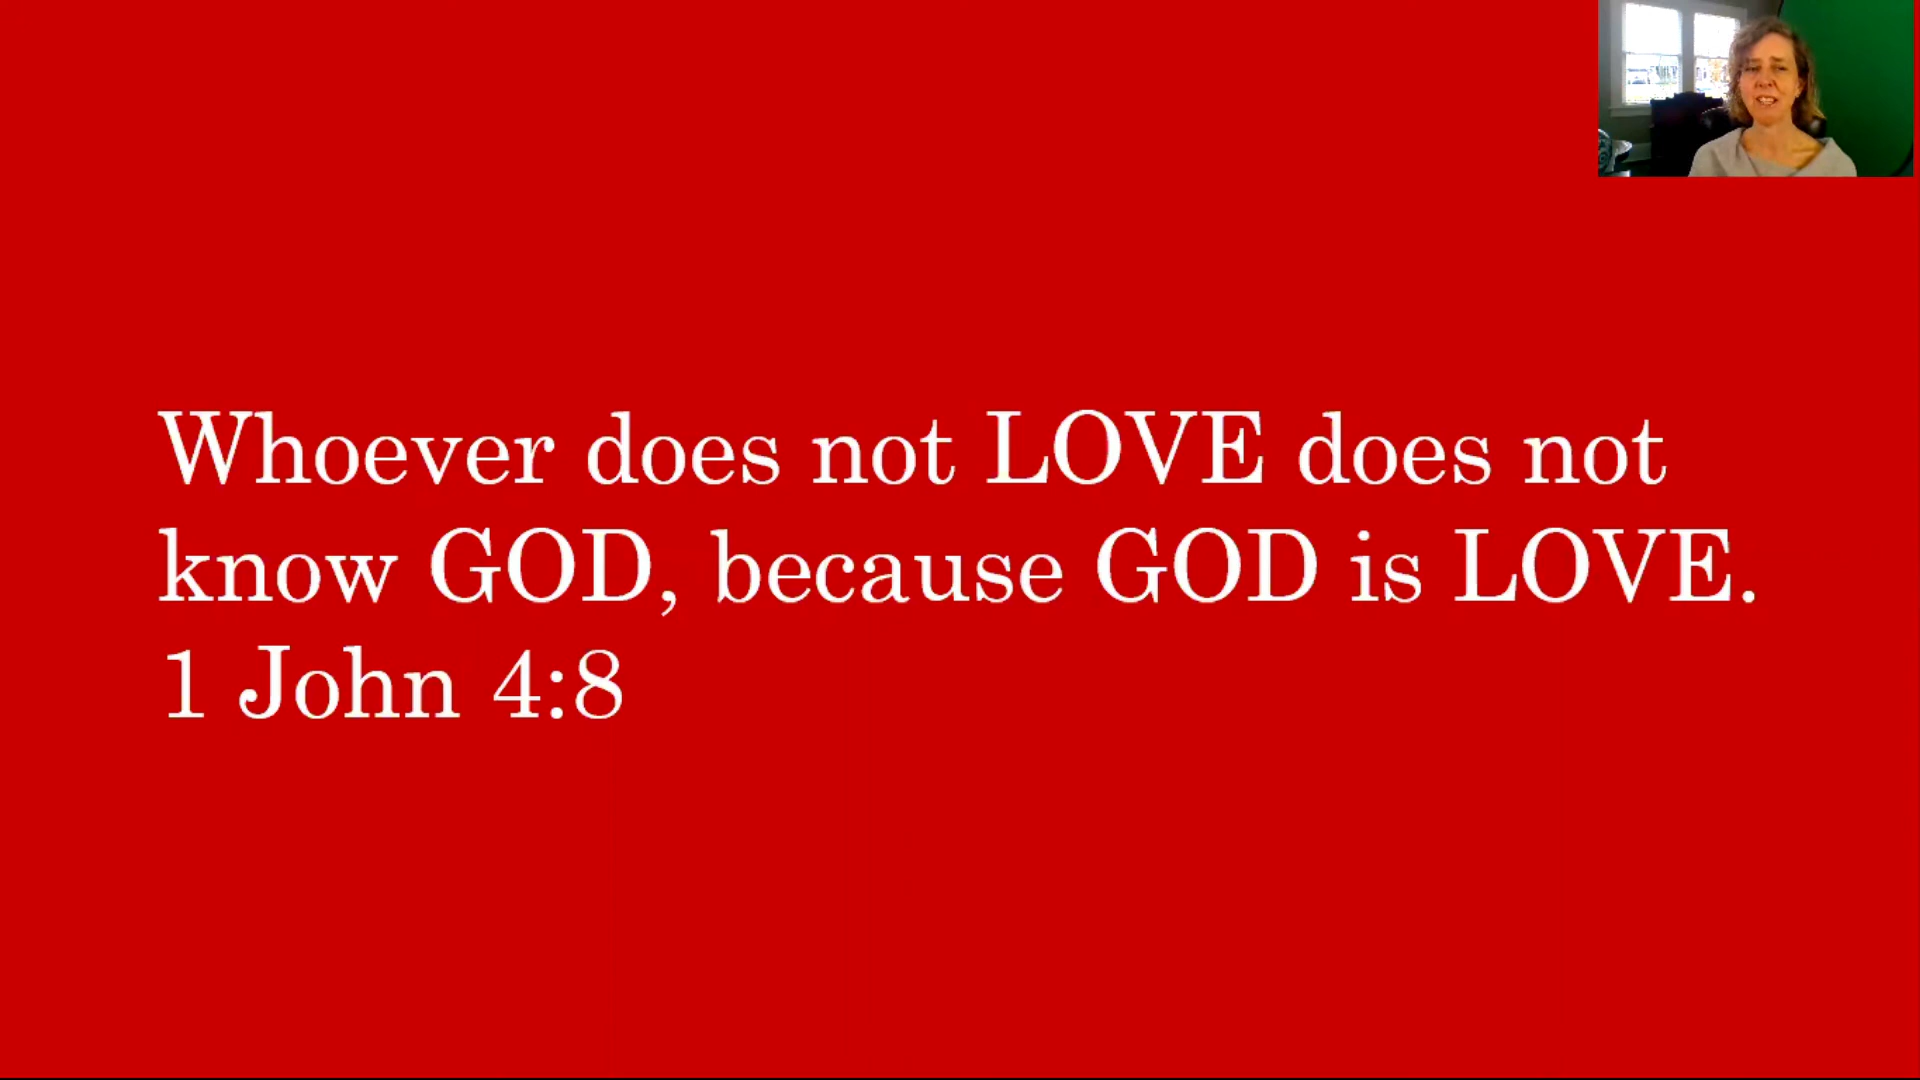 Whoever does not LOVE does not
know GOD, because GOD is LOVE.
1 John 4:8